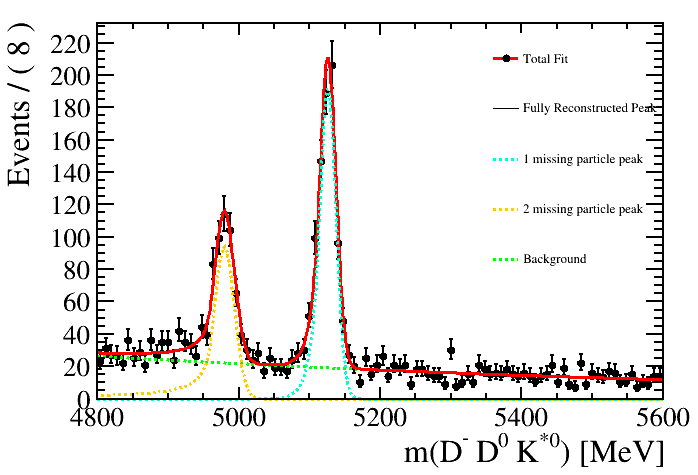 Events / ( 8 )
220
200
180
160
140
120
100
80
60
40
20
0
4800 5000 5200 5400 5600
m(D⁻ D⁰ K*⁰) [MeV]
Total Fit
Fully Reconstructed Peak
1 missing particle peak
2 missing particle peak
Background